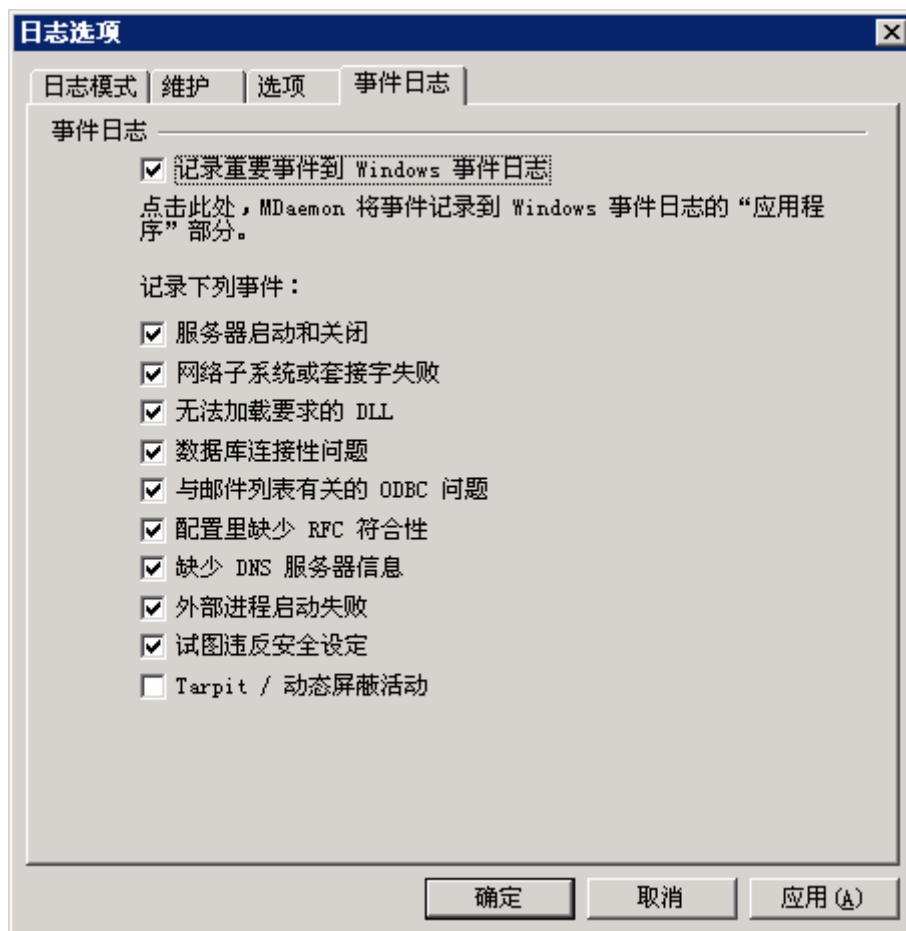 日志选项
日志模式 维护 选项 事件日志
事件日志
记录重要事件到 Windows 事件日志
点击此处，MDaemon 将事件记录到 Windows 事件日志的“应用程
序”部分。
记录下列事件：
服务器启动和关闭
网络子系统或套接字失败
无法加载要求的 DLL
数据库连接性问题
与邮件列表有关的 ODBC 问题
配置里缺少 RFC 符合性
缺少 DNS 服务器信息
外部进程启动失败
试图违反安全设定
Tarpit / 动态屏蔽活动
确定 取消 应用(A)